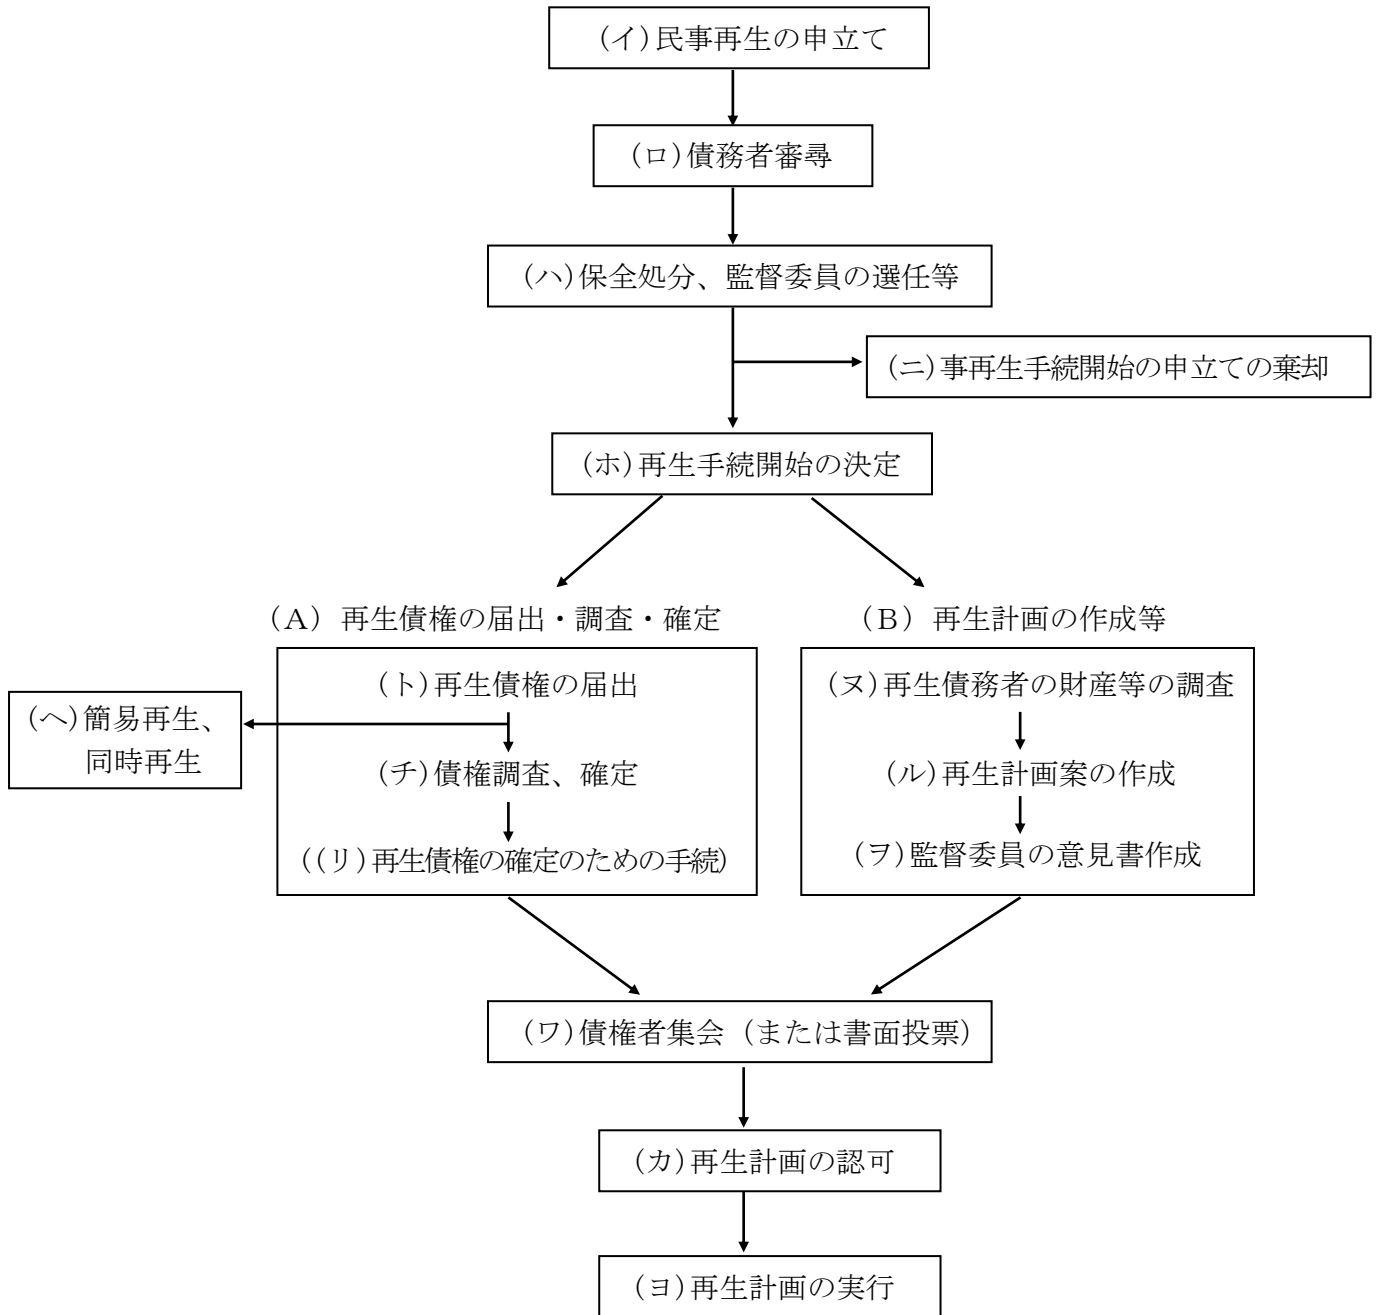 (イ)民事再生の申立て
(ロ)債務者審尋
(ハ)保全処分、監督委員の選任等
(ニ)事再生手続開始の申立ての棄却
(ホ)再生手続開始の決定
(A)再生債権の届出・調査・確定
(B)再生計画の作成等
(ト)再生債権の届出
(ヌ)再生債務者の財産等の調査
(ヘ)簡易再生、
同時再生
(チ)債権調査、確定
(ル)再生計画案の作成
((リ)再生債権の確定のための手続)
(ヲ)監督委員の意見書作成
(ワ)債権者集会(または書面投票)
(カ)再生計画の認可
(ヨ)再生計画の実行